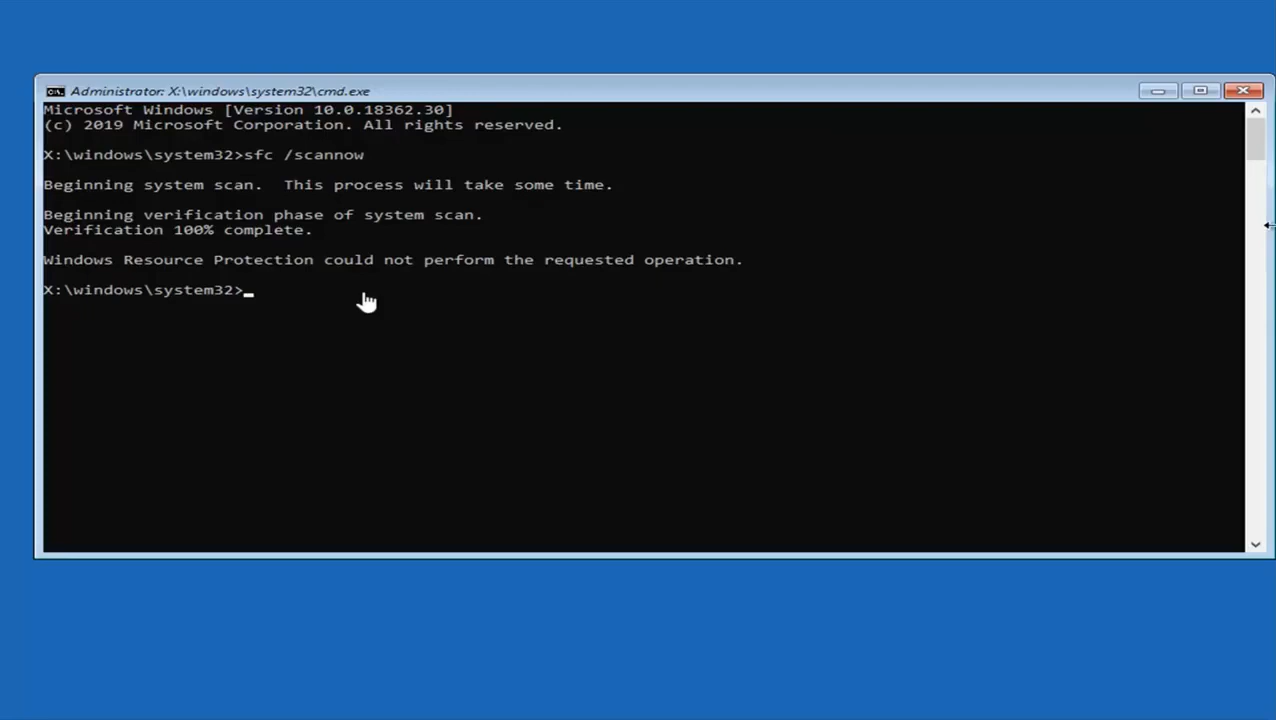 Administrator: X:\windows\system32\cmd.exe
Microsoft Windows [Version 10.0.18362.30]
(c) 2019 Microsoft Corporation. All rights reserved.
X:\windows\system32>sfc /scannow
Beginning system scan.  This process will take some time.
Beginning verification phase of system scan.
Verification 100% complete.
Windows Resource Protection could not perform the requested operation.
X:\windows\system32>